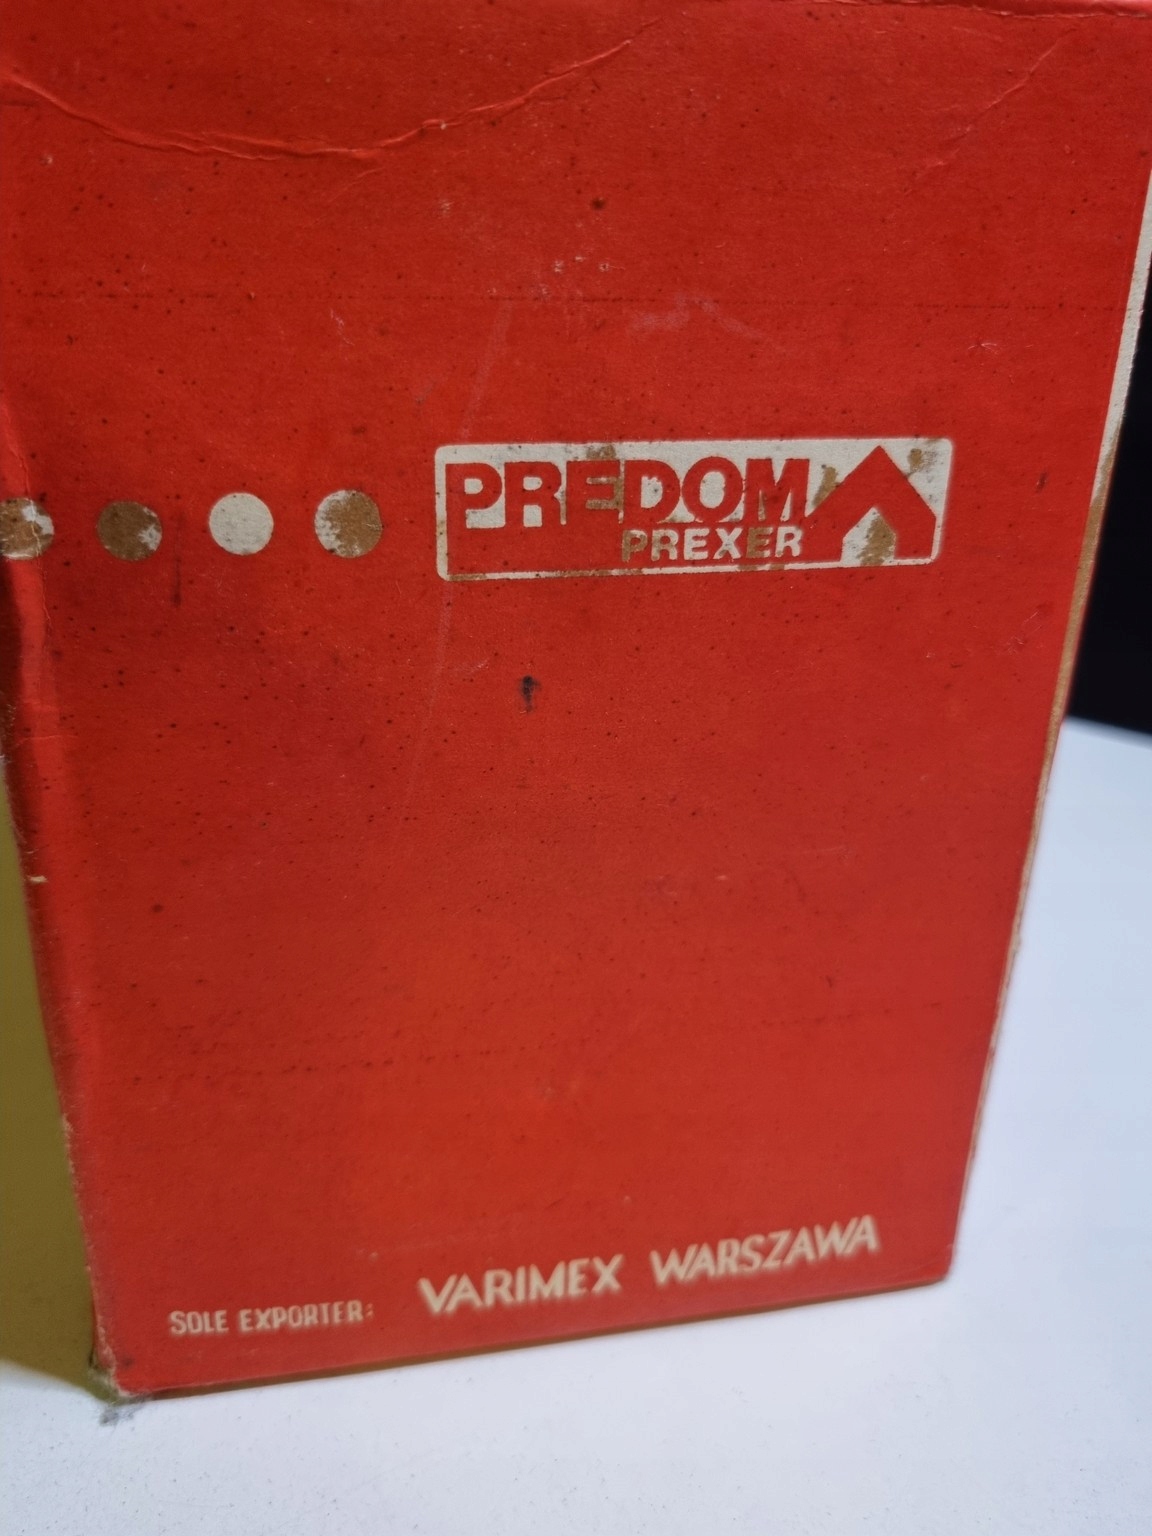 PREDOM
PREXER
SOLE EXPORTER: VARIMEX WARSZAWA